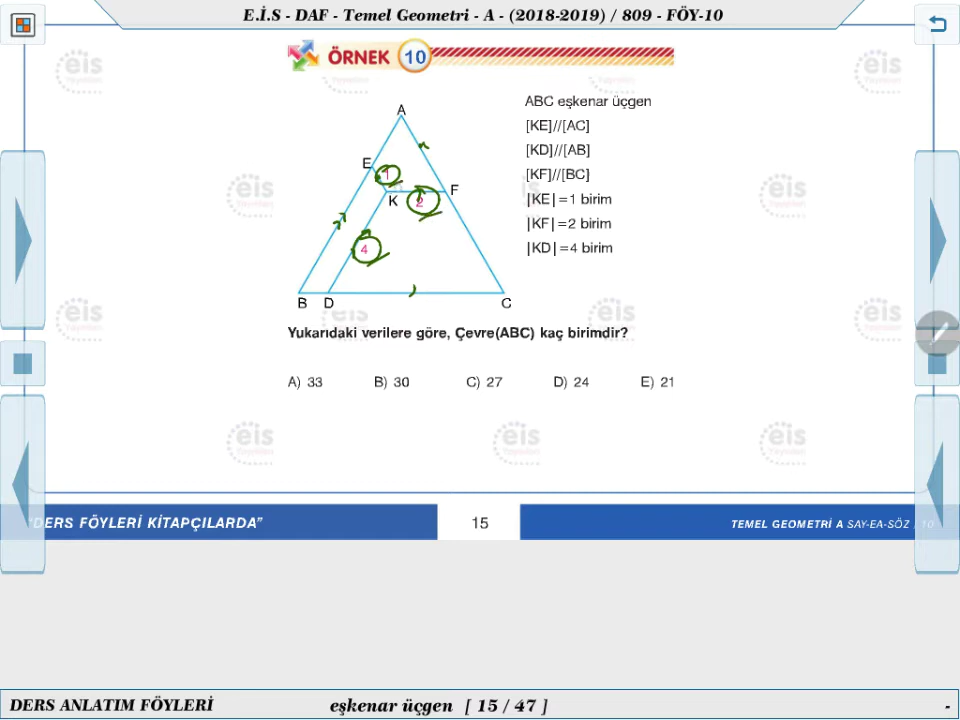 E.İ.S - DAF - Temel Geometri - A - (2018-2019) / 809 - FÖY-10
ÖRNEK 10
ABC eşkenar üçgen
[KE]//[AC]
[KD]//[AB]
[KF]//[BC]
|KE|=1 birim
|KF|=2 birim
|KD|=4 birim
A
E
1
F
K
2
4
B D C
Yukarıdaki verilere göre, Çevre(ABC) kaç birimdir?
A) 33 B) 30 C) 27 D) 24 E) 21
eis
Yayınları
"DERS FÖYLERİ KİTAPÇILARDA"
15
TEMEL GEOMETRİ A SAY-EA-SÖZ / 10
DERS ANLATIM FÖYLERİ
eşkenar üçgen [ 15 / 47 ]
-